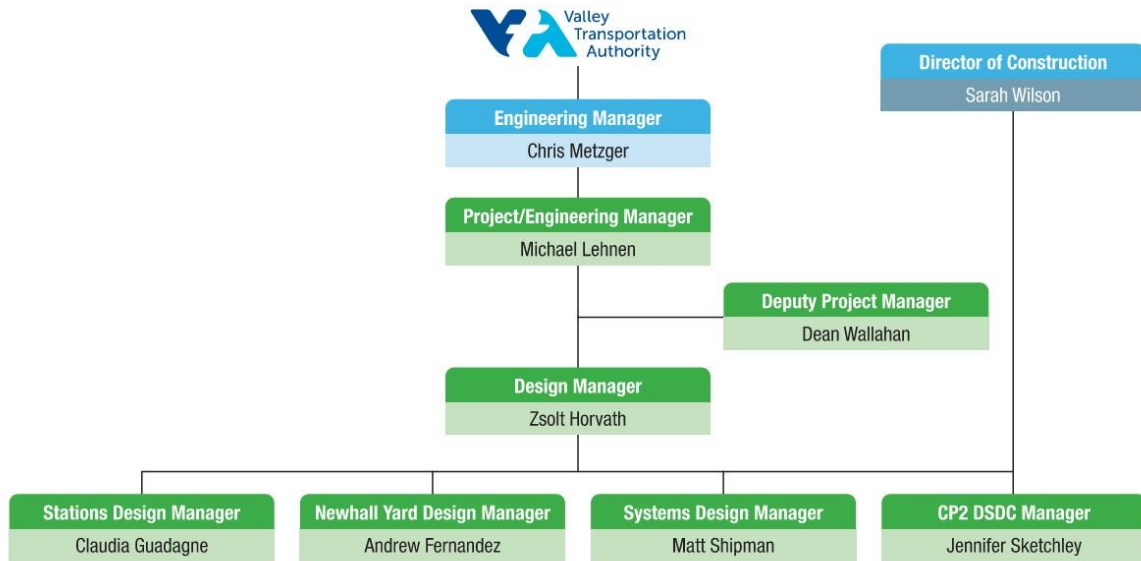 VTA
Valley
Transportation
Authority
Director of Construction
Sarah Wilson
Engineering Manager
Chris Metzger
Project/Engineering Manager
Michael Lehnen
Deputy Project Manager
Dean Wallahan
Design Manager
Zsolt Horvath
Stations Design Manager
Claudia Guadagne
Newhall Yard Design Manager
Andrew Fernandez
Systems Design Manager
Matt Shipman
CP2 DSDC Manager
Jennifer Sketchley